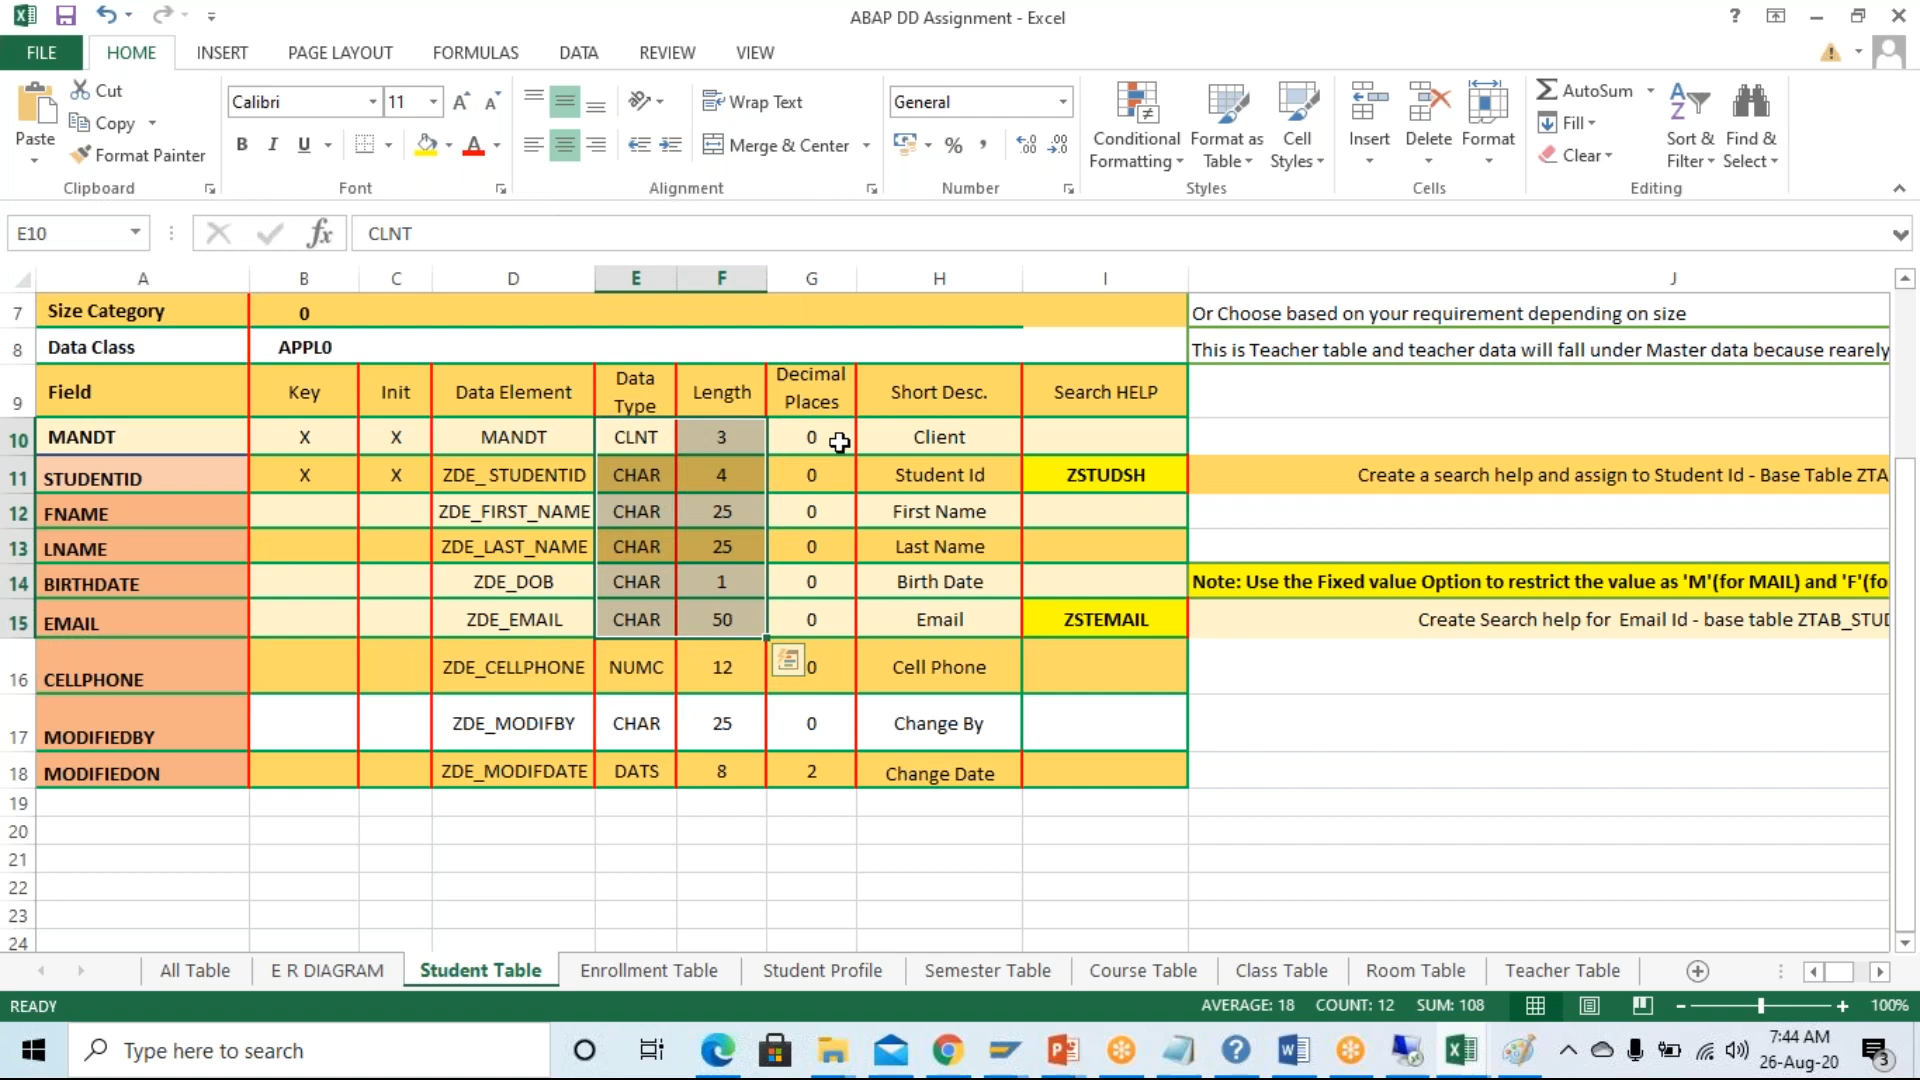 ABAP DD Assignment - Excel
?
FILE HOME INSERT PAGE LAYOUT FORMULAS DATA REVIEW VIEW
Paste Cut Copy Format Painter
Calibri 11 A A
B I U A
Wrap Text
Merge & Center
General
% ,
Conditional Formatting
Format as Table
Cell Styles
Insert Delete Format
AutoSum
Fill
Clear
Sort & Filter
Find & Select
Clipboard Font Alignment Number Styles Cells Editing
E10 fx CLNT
A B C D E F G H I J
7 Size Category 0 Or Choose based on your requirement depending on size
8 Data Class APPL0 This is Teacher table and teacher data will fall under Master data because rearely
9 Field Key Init Data Element Data Type Length Decimal Places Short Desc. Search HELP
10 MANDT X X MANDT CLNT 3 0 Client
11 STUDENTID X X ZDE_ STUDENTID CHAR 4 0 Student Id ZSTUDSH Create a search help and assign to Student Id - Base Table ZTA
12 FNAME ZDE_FIRST_NAME CHAR 25 0 First Name
13 LNAME ZDE_LAST_NAME CHAR 25 0 Last Name
14 BIRTHDATE ZDE_DOB CHAR 1 0 Birth Date Note: Use the Fixed value Option to restrict the value as 'M'(for MAIL) and 'F'(fo
15 EMAIL ZDE_EMAIL CHAR 50 0 Email ZSTEMAIL Create Search help for Email Id - base table ZTAB_STUD
16 CELLPHONE ZDE_CELLPHONE NUMC 12 0 Cell Phone
17 MODIFIEDBY ZDE_MODIFBY CHAR 25 0 Change By
18 MODIFIEDON ZDE_MODIFDATE DATS 8 2 Change Date
19
20
21
22
23
24
All Table E R DIAGRAM Student Table Enrollment Table Student Profile Semester Table Course Table Class Table Room Table Teacher Table
READY AVERAGE: 18 COUNT: 12 SUM: 108 - + 100%
Type here to search
7:44 AM
26-Aug-20
3